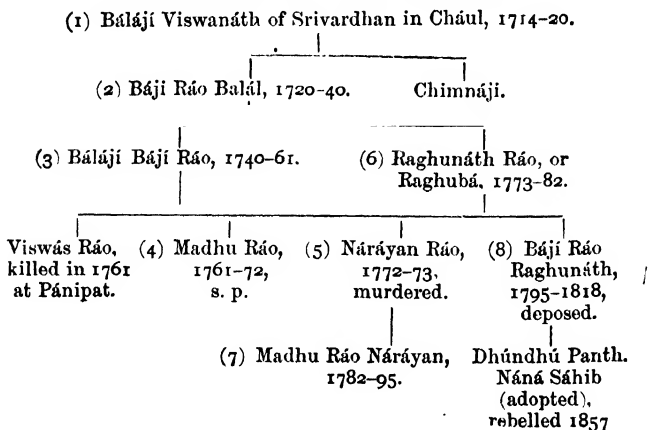 (1) Bálájí Viswanáth of Srivardhan in Chául, 1714-20.
(2) Báji Ráo Balál, 1720-40. Chimnáji.
(3) Bálájí Bájí Ráo, 1740-61. (6) Raghunáth Ráo, or
Raghubá, 1773-82.
Viswás Ráo, (4) Madhu Ráo, (5) Náráyan Ráo, (8) Bájí Ráo
killed in 1761 1761-72, 1772-73, Raghunáth,
at Pánipat. s. p. murdered. 1795-1818,
deposed.
(7) Madhu Ráo Náráyan, Dhúndhú Panth.
1782-95. Náná Sáhib
(adopted),
rebelled 1857